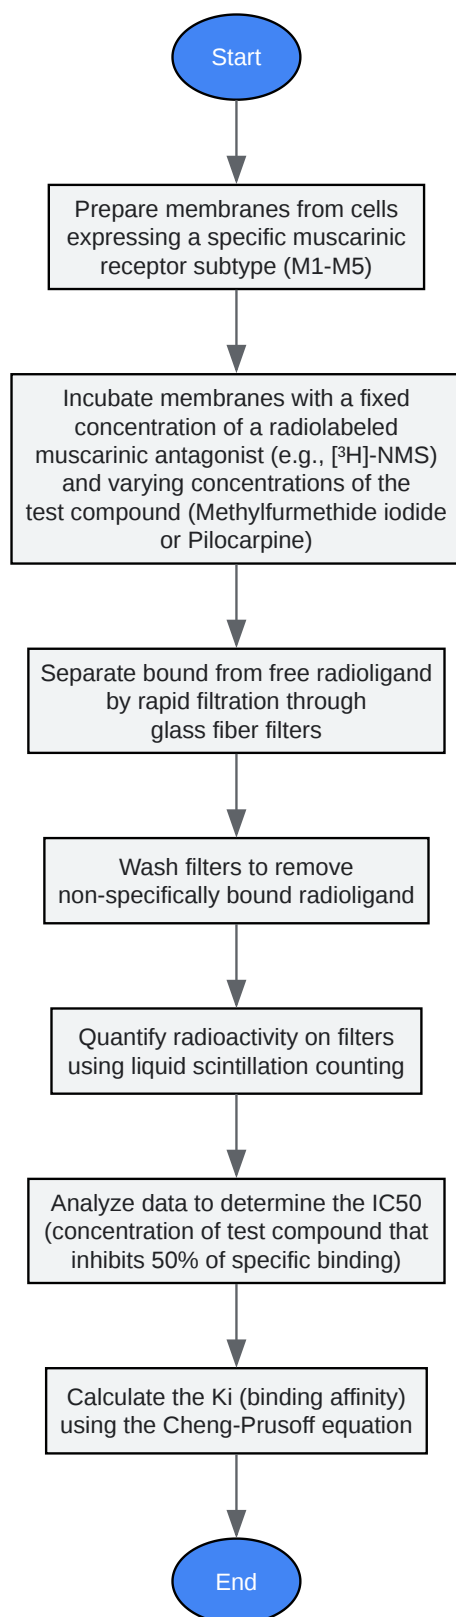 Start
Prepare membranes from cells
expressing a specific muscarinic
receptor subtype (M1-M5)
Incubate membranes with a fixed
concentration of a radiolabeled
muscarinic antagonist (e.g., [³H]-NMS)
and varying concentrations of the
test compound (Methylfurmethide iodide
or Pilocarpine)
Separate bound from free radioligand
by rapid filtration through
glass fiber filters
Wash filters to remove
non-specifically bound radioligand
Quantify radioactivity on filters
using liquid scintillation counting
Analyze data to determine the IC50
(concentration of test compound that
inhibits 50% of specific binding)
Calculate the Ki (binding affinity)
using the Cheng-Prusoff equation
End